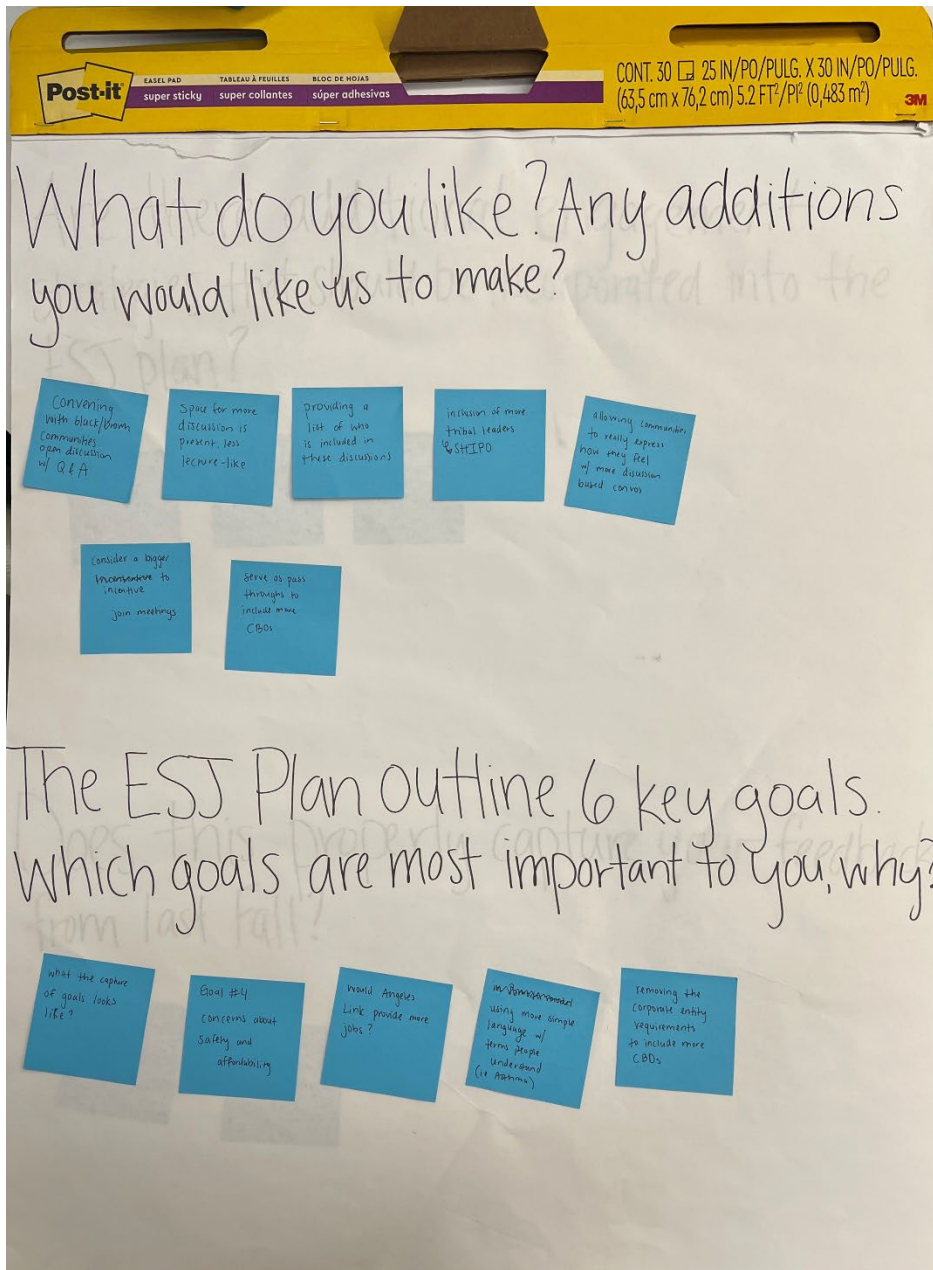 Post-it
EASEL PAD
super sticky
TABLEAU À FEUILLES
super collantes
BLOC DE HOJAS
súper adhesivas
CONT. 30 25 IN/PO/PULG. X 30 IN/PO/PULG.
(63,5 cm x 76,2 cm) 5.2 FT²/PI² (0,483 m²)
3M
What do you like? Any additions
you would like us to make?
Convening
with black/brown
communities
open discussion
w/ Q&A
Space for more
discussion is
present. less
lecture-like
providing a
list of who
is included in
these discussions
inclusion of more
tribal leaders
& SHIPO
allowing communities
to really express
how they feel
w/ more disussion
based convos
Consider a bigger
to
incentive
join meetings
Serve as pass
throughs to
include more
CBOs
The ESJ Plan outline 6 key goals.
Which goals are most important to you, why?
what the capture
of goals looks
like?
Goal #4
concerns about
safety and
affordability
Would Angeles
Link provide more
jobs?
using more simple
language w/
terms people
understand
(ie Asthma)
removing the
corporate entity
requirements
to include more
CBOs